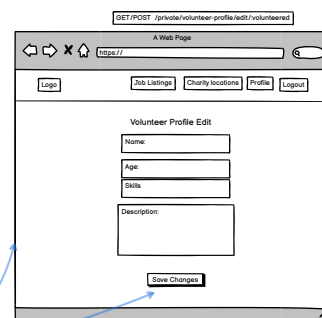 GET/POST /private/volunteer-profile/edit/:volunteered
A Web Page
https://
Logo
Job Listings
Charity locations
Profile
Logout
Volunteer Profile Edit
Name:
Age:
Skills
Description:
Save Changes